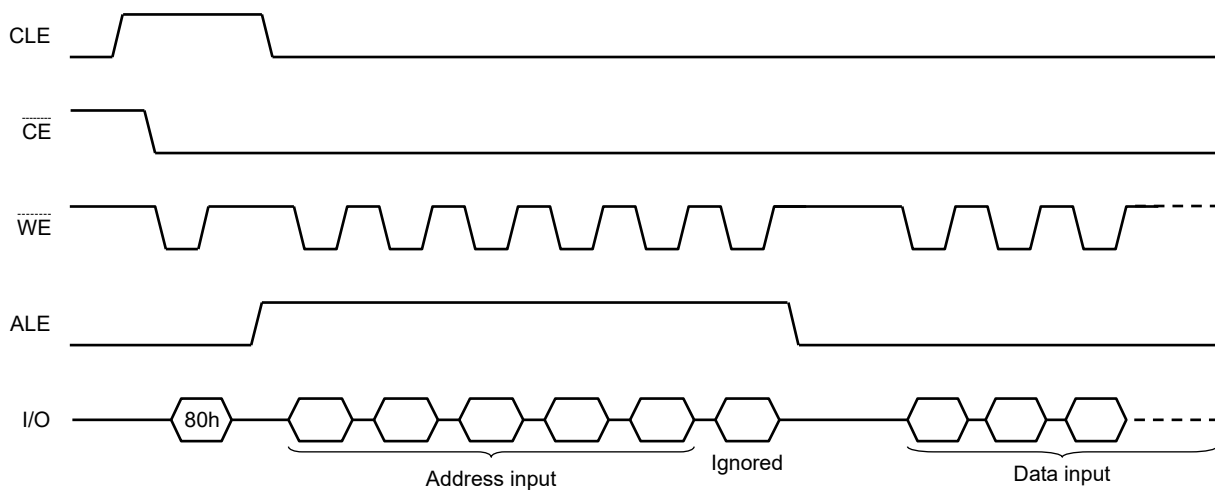 CLE
CE
WE
ALE
I/O
80h
Address input
Ignored
Data input